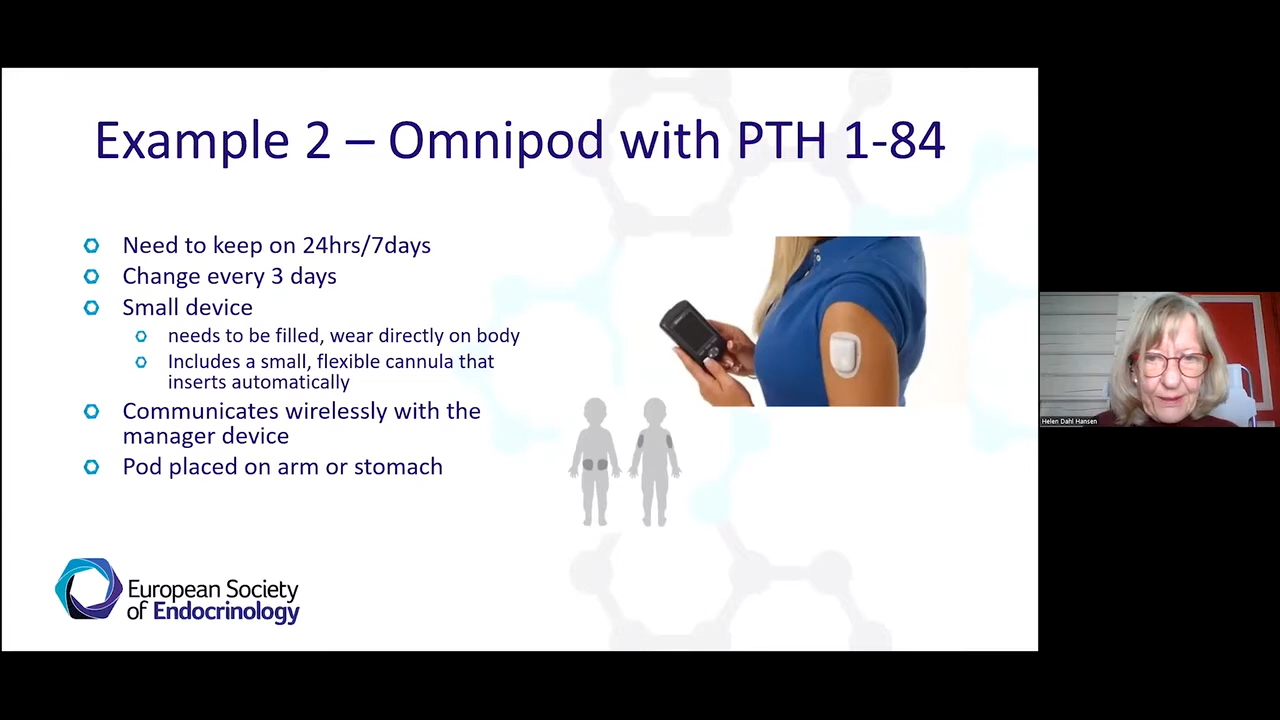 Example 2 – Omnipod with PTH 1-84
Need to keep on 24hrs/7days
Change every 3 days
Small device
needs to be filled, wear directly on body
Includes a small, flexible cannula that
inserts automatically
Communicates wirelessly with the
manager device
Pod placed on arm or stomach
European Society
of Endocrinology
Helen Dahl Hansen